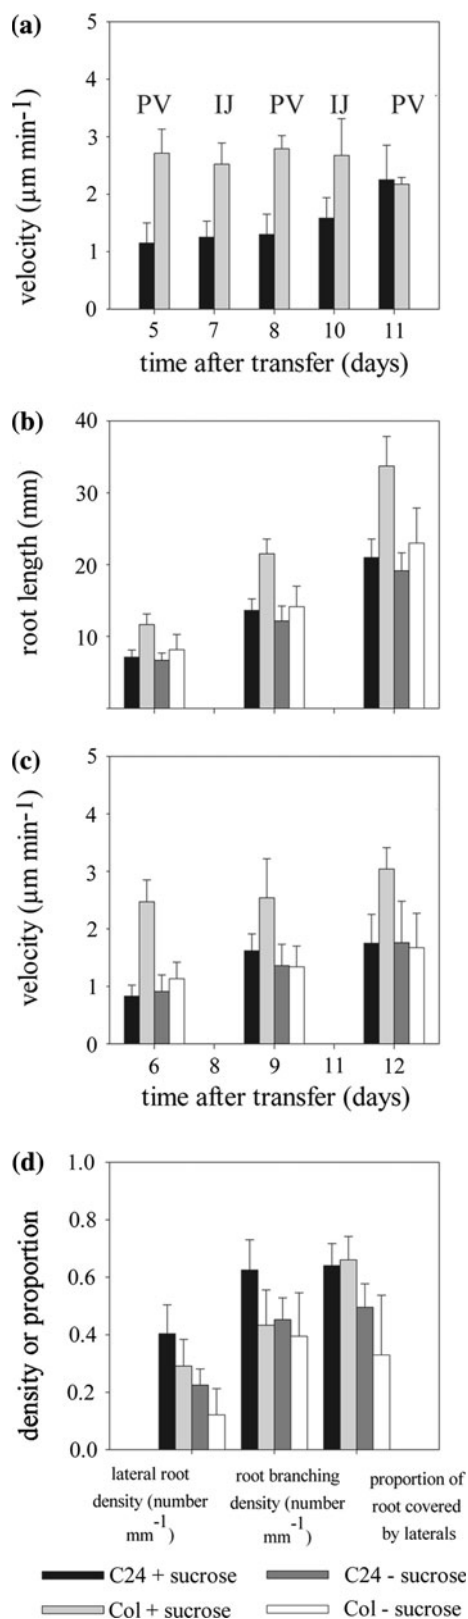 (a)
velocity (µm min-1)
5
4
3
2
1
0
PV IJ PV IJ PV
5 7 8 10 11
time after transfer (days)
(b)
root length (mm)
40
30
20
10
(c)
velocity (µm min-1)
5
4
3
2
1
0
6 8 9 11 12
time after transfer (days)
(d)
density or proportion
1.0
0.8
0.6
0.4
0.2
0.0
lateral root
density (number
mm-1)
root branching
density (number
mm-1)
proportion of
root covered
by laterals
C24 + sucrose
Col + sucrose
C24 - sucrose
Col - sucrose